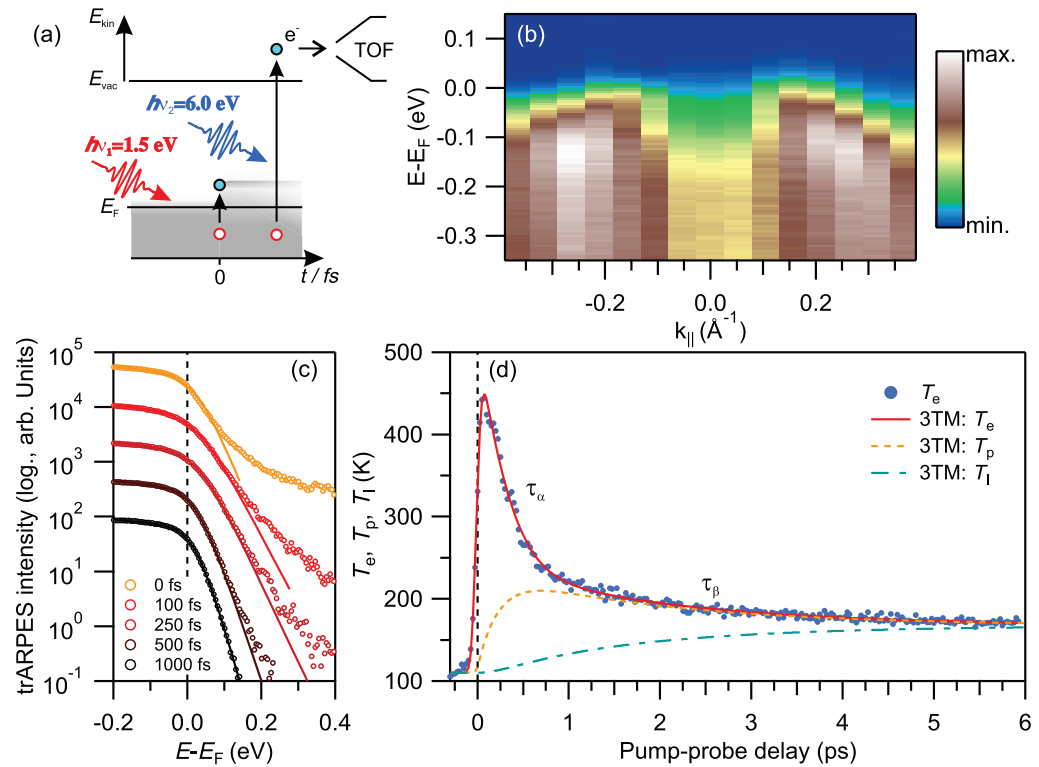 (a)
E_kin
e⁻
TOF
E_vac
hν₂=6.0 eV
hν₁=1.5 eV
E_F
0
t / fs
(b)
E-E_F (eV)
0.1
0.0
-0.1
-0.2
-0.3
-0.2
0.0
0.2
k_|| (Å⁻¹)
max.
min.
(c)
trARPES intensity (log., arb. Units)
10⁵
10⁴
10³
10²
10¹
10⁰
10⁻¹
0 fs
100 fs
250 fs
500 fs
1000 fs
-0.2
0.0
0.2
0.4
E-E_F (eV)
(d)
T_e, T_p, T_l (K)
500
400
300
200
100
T_e
3TM: T_e
3TM: T_p
3TM: T_l
τ_α
τ_β
0
1
2
3
4
5
6
Pump-probe delay (ps)